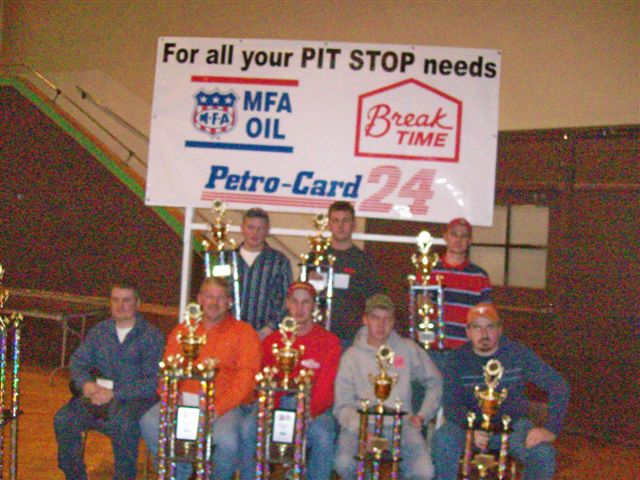 For all your PIT STOP needs
MFA
MFA
OIL
Break
TIME
Petro-Card 24